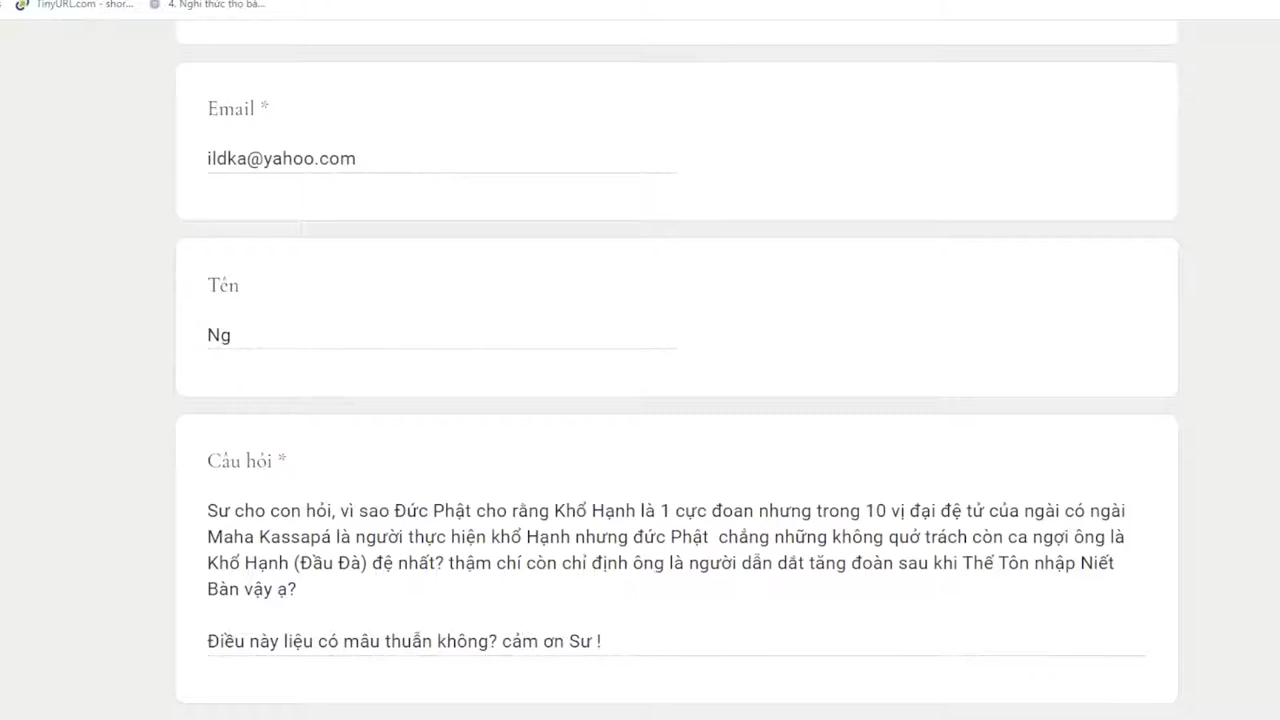 TinyURL.com - shor...
4. Nghi thức thọ bá...
Email *
ildka@yahoo.com
Tên
Ng
Câu hỏi *
Sư cho con hỏi, vì sao Đức Phật cho rằng Khổ Hạnh là 1 cực đoan nhưng trong 10 vị đại đệ tử của ngài có ngài
Maha Kassapá là người thực hiện khổ Hạnh nhưng đức Phật  chẳng những không quở trách còn ca ngợi ông là
Khổ Hạnh (Đầu Đà) đệ nhất? thậm chí còn chỉ định ông là người dẫn dắt tăng đoàn sau khi Thế Tôn nhập Niết
Bàn vậy ạ?
Điều này liệu có mâu thuẫn không? cảm ơn Sư !